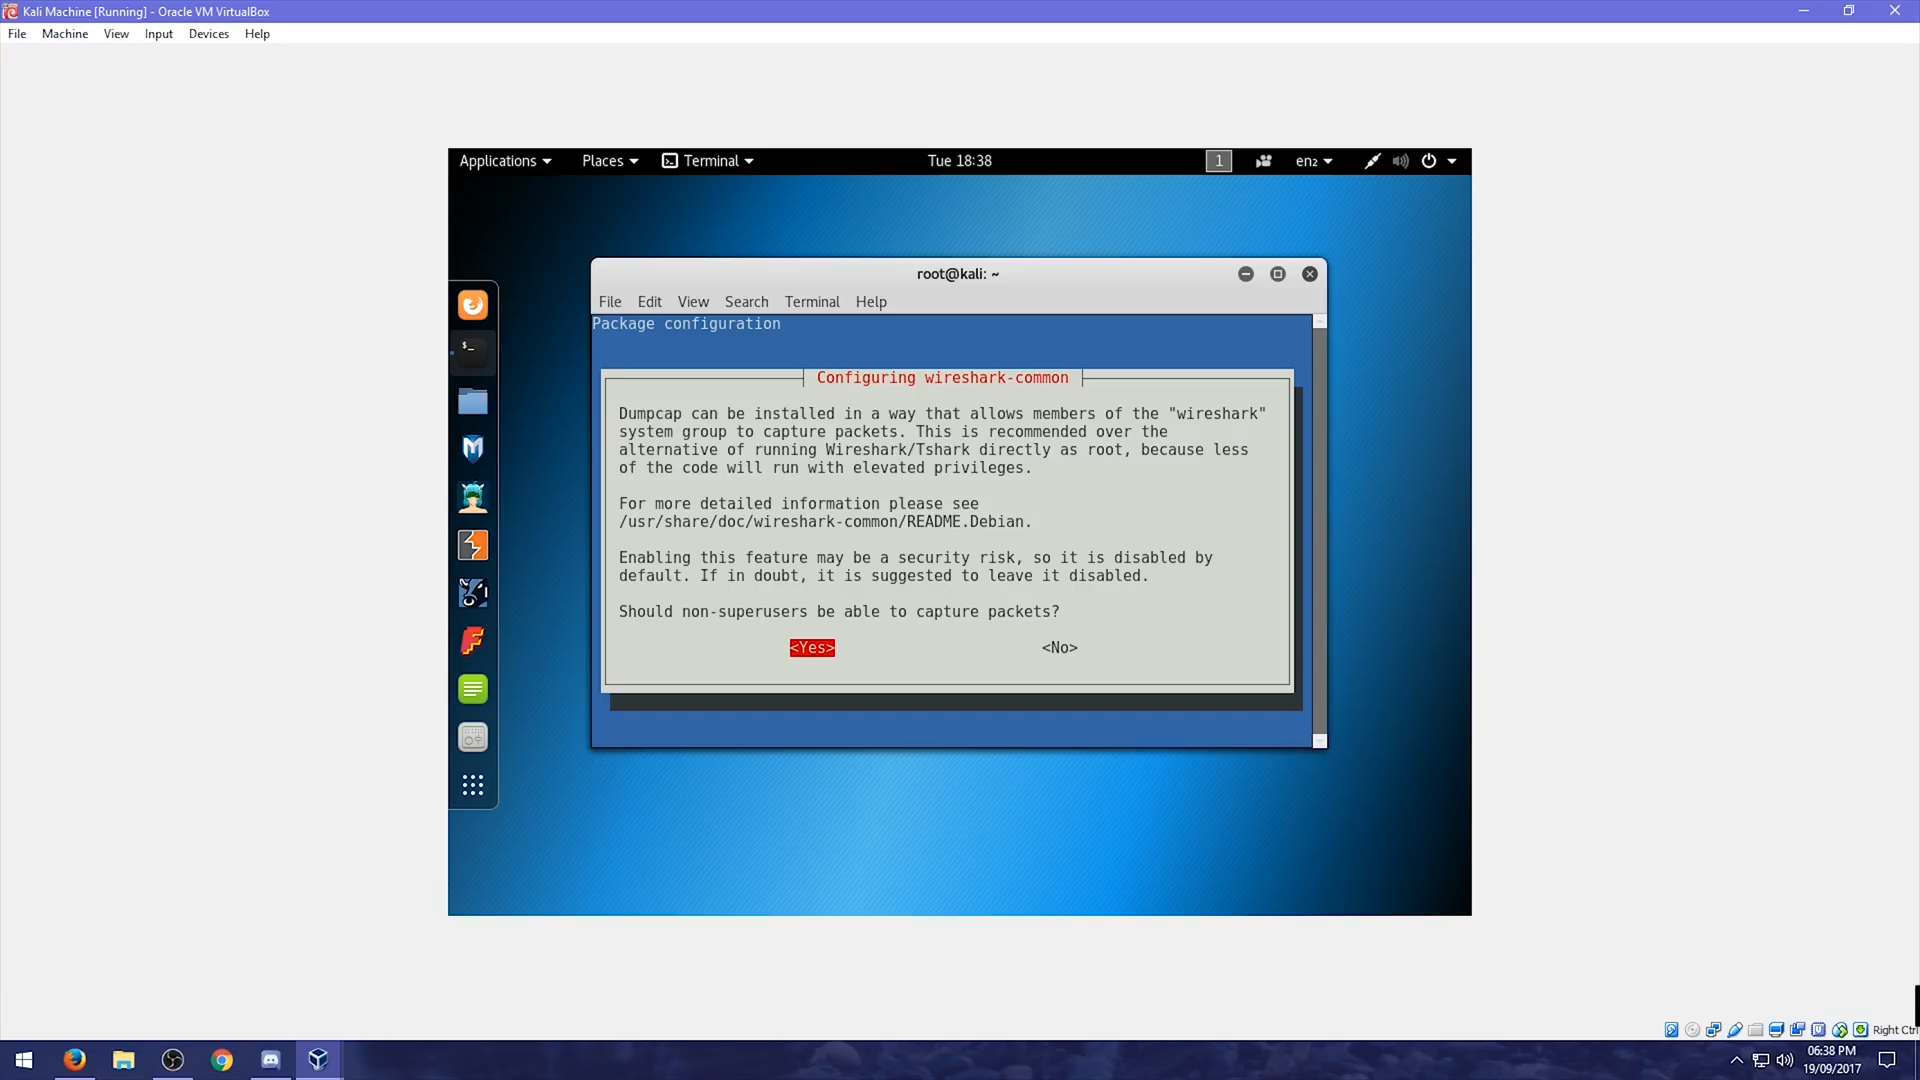 Kali Machine [Running] - Oracle VM VirtualBox
File Machine View Input Devices Help
Applications Places Terminal Tue 18:38 1 en2
root@kali: ~
File Edit View Search Terminal Help
Package configuration
Configuring wireshark-common
Dumpcap can be installed in a way that allows members of the "wireshark"
system group to capture packets. This is recommended over the
alternative of running Wireshark/Tshark directly as root, because less
of the code will run with elevated privileges.
For more detailed information please see
/usr/share/doc/wireshark-common/README.Debian.
Enabling this feature may be a security risk, so it is disabled by
default. If in doubt, it is suggested to leave it disabled.
Should non-superusers be able to capture packets?
<Yes> <No>
Right Ctrl
06:38 PM
19/09/2017